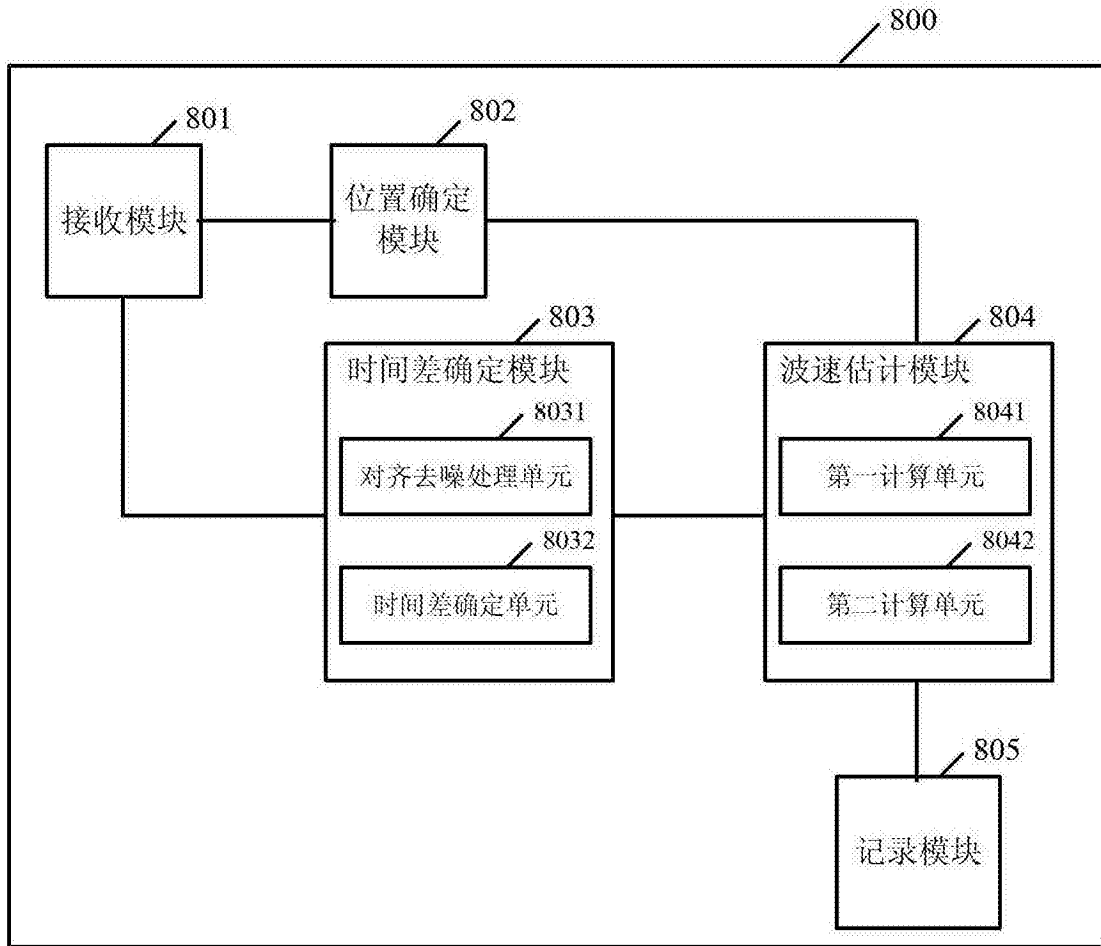 800
801
802
接收模块
位置确定
模块
803
804
时间差确定模块
波速估计模块
8031
8041
对齐去噪处理单元
第一计算单元
8032
8042
时间差确定单元
第二计算单元
805
记录模块